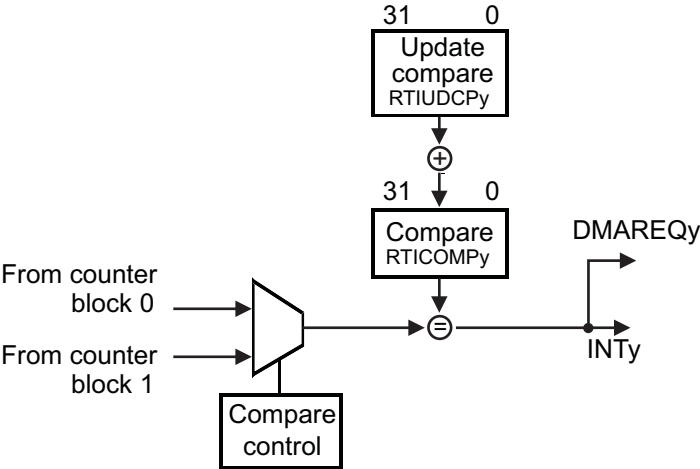 31 0
Update
compare
RTIUDCPy
+
31 0
Compare
RTICOMPy
DMAREQy
From counter
block 0
=
INTy
From counter
block 1
Compare
control